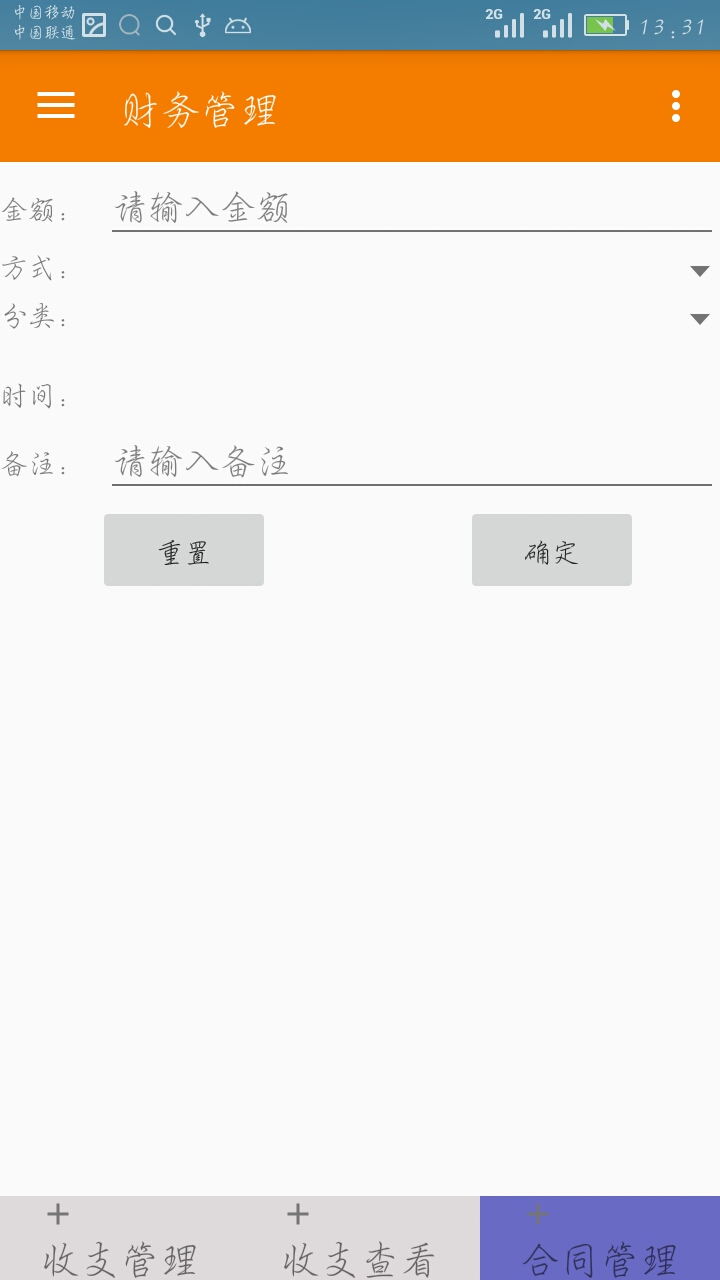 中国移动
中国联通
2G 2G 13:31
财务管理
金额： 请输入金额
方式：
分类：
时间：
备注： 请输入备注
重置 确定
+ + +
收支管理 收支查看 合同管理